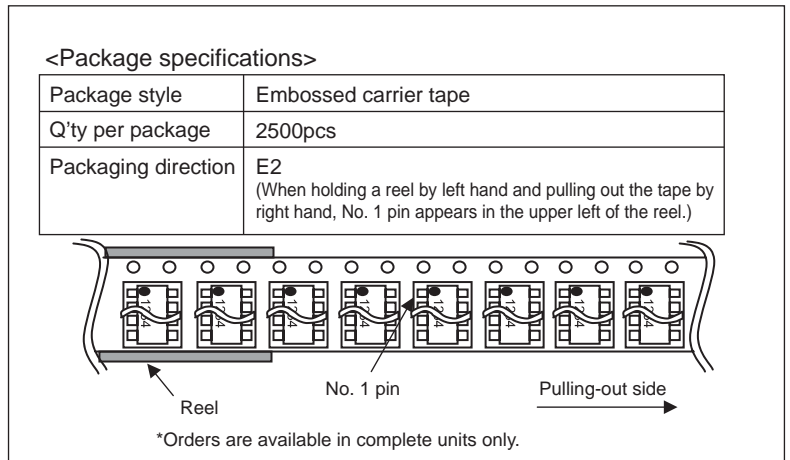 <Package specifications>
Package style Embossed carrier tape
Q'ty per package 2500pcs
Packaging direction E2
(When holding a reel by left hand and pulling out the tape by
right hand, No. 1 pin appears in the upper left of the reel.)
Reel
No. 1 pin
Pulling-out side
*Orders are available in complete units only.